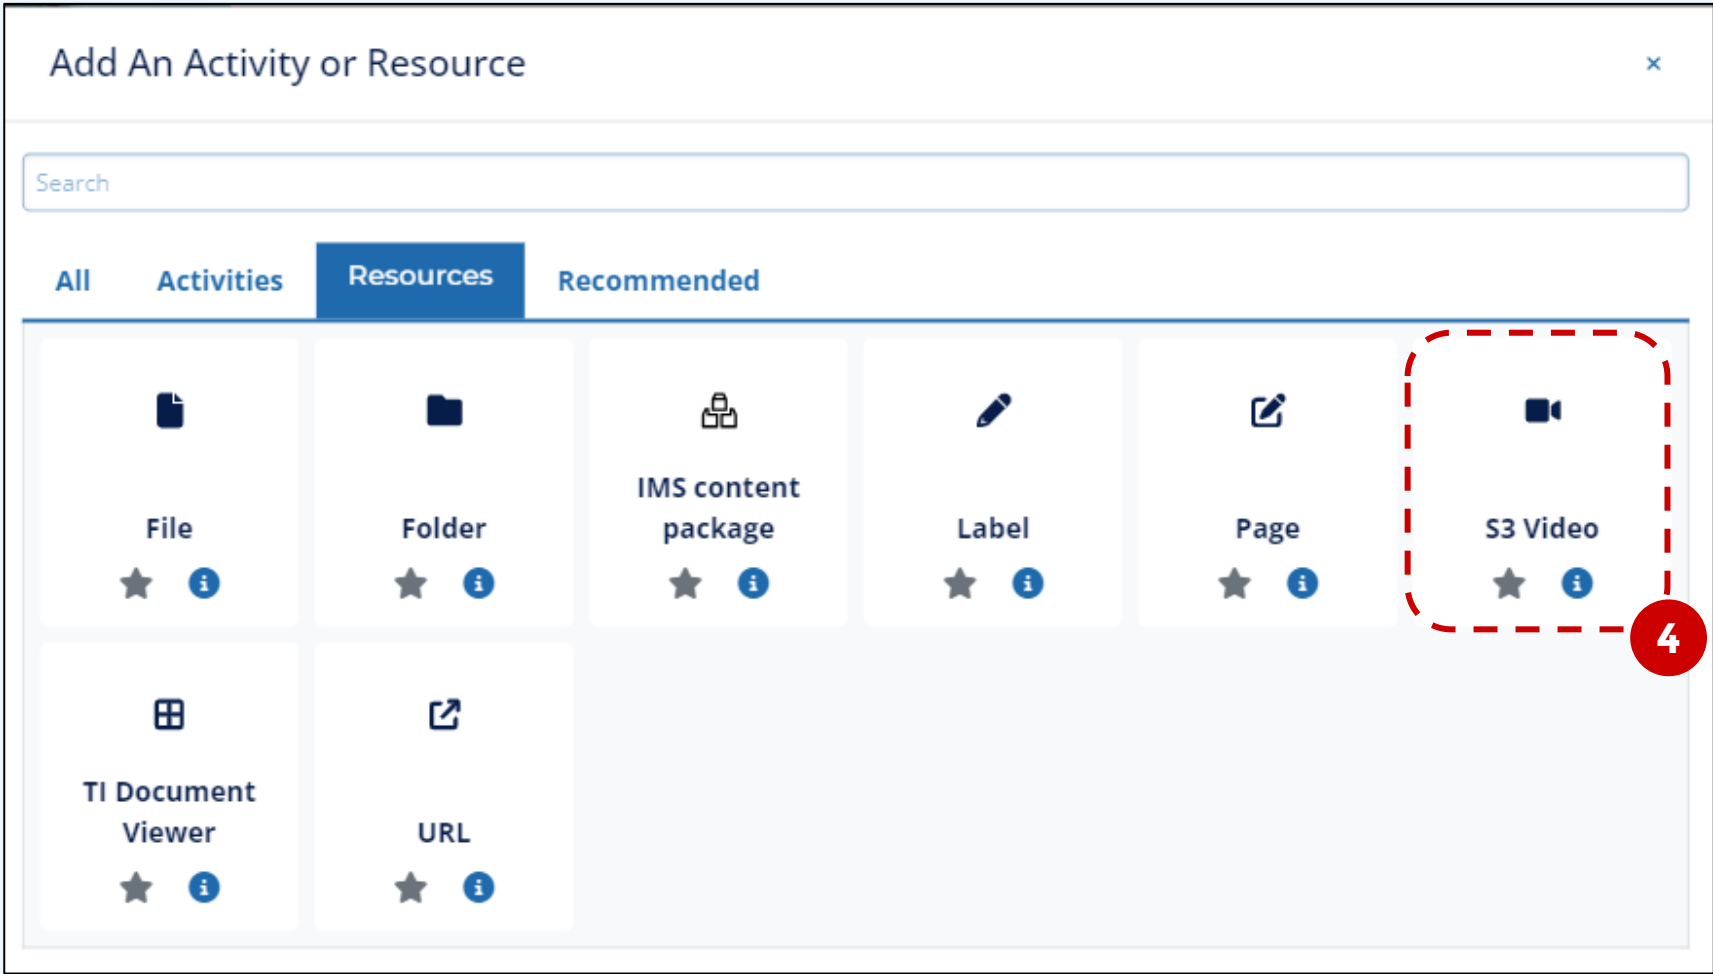 Add An Activity or Resource
×
Search
All
Activities
Resources
Recommended
File
Folder
IMS content
package
Label
Page
S3 Video
4
TI Document
Viewer
URL